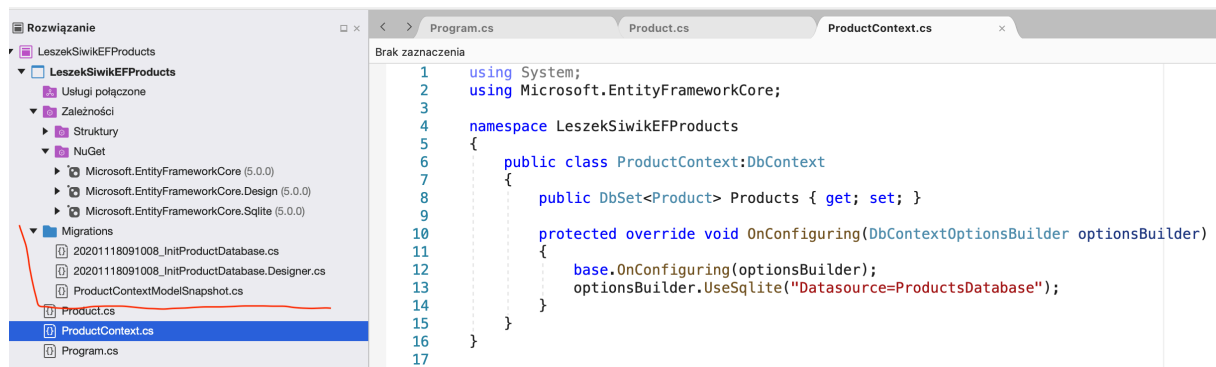 Rozwiązanie
LeszekSiwikEFProducts
LeszekSiwikEFProducts
Usługi połączone
Zależności
Struktury
NuGet
Microsoft.EntityFrameworkCore (5.0.0)
Microsoft.EntityFrameworkCore.Design (5.0.0)
Microsoft.EntityFrameworkCore.Sqlite (5.0.0)
Migrations
20201118091008_InitProductDatabase.cs
20201118091008_InitProductDatabase.Designer.cs
ProductContextModelSnapshot.cs
Product.cs
ProductContext.cs
Program.cs
Program.cs Product.cs ProductContext.cs
Brak zaznaczenia
1 using System;
2 using Microsoft.EntityFrameworkCore;
3
4 namespace LeszekSiwikEFProducts
5 {
6 public class ProductContext:DbContext
7 {
8 public DbSet<Product> Products { get; set; }
9
10 protected override void OnConfiguring(DbContextOptionsBuilder optionsBuilder)
11 {
12 base.OnConfiguring(optionsBuilder);
13 optionsBuilder.UseSqlite("Datasource=ProductsDatabase");
14 }
15 }
16 }
17